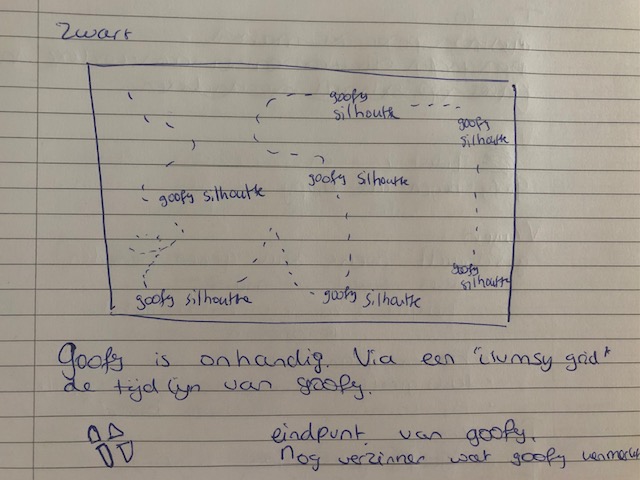 Zwart
goofy
silhoutte
goofy
silhoutte
goofy silhoutte
goofy silhoutte
goofy
silhoutte
goofy silhoutte
goofy silhoutte
Goofy is onhandig. Via een "clumsy grid"
de tijdlijn van goofy.
eindpunt van goofy.
Nog verzinnen wat goofy